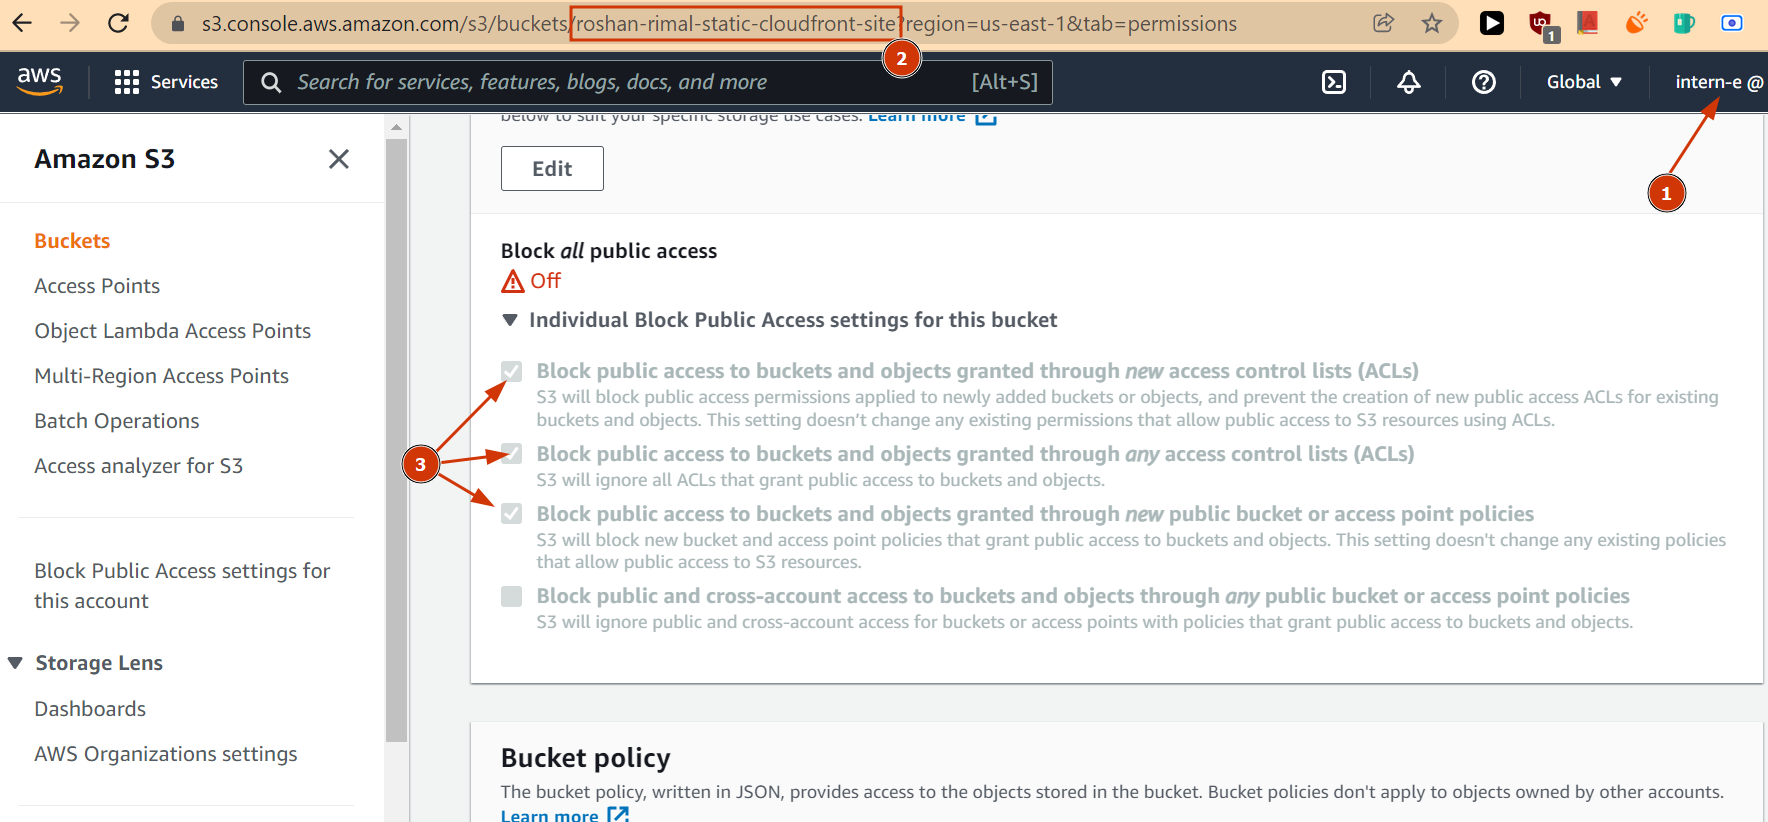 s3.console.aws.amazon.com/s3/buckets/roshan-rimal-static-cloudfront-site?region=us-east-1&tab=permissions
1
2
aws
Services
Search for services, features, blogs, docs, and more
[Alt+S]
Global
intern-e @
1
below to suit your specific storage use cases. Learn more
Amazon S3
Edit
Buckets
Access Points
Object Lambda Access Points
Multi-Region Access Points
Batch Operations
Access analyzer for S3
Block Public Access settings for
this account
Storage Lens
Dashboards
AWS Organizations settings
Block all public access
Off
Individual Block Public Access settings for this bucket
3
Block public access to buckets and objects granted through new access control lists (ACLs)
S3 will block public access permissions applied to newly added buckets or objects, and prevent the creation of new public access ACLs for existing
buckets and objects. This setting doesn't change any existing permissions that allow public access to S3 resources using ACLs.
Block public access to buckets and objects granted through any access control lists (ACLs)
S3 will ignore all ACLs that grant public access to buckets and objects.
Block public access to buckets and objects granted through new public bucket or access point policies
S3 will block new bucket and access point policies that grant public access to buckets and objects. This setting doesn't change any existing policies
that allow public access to S3 resources.
Block public and cross-account access to buckets and objects through any public bucket or access point policies
S3 will ignore public and cross-account access for buckets or access points with policies that grant public access to buckets and objects.
Bucket policy
The bucket policy, written in JSON, provides access to the objects stored in the bucket. Bucket policies don't apply to objects owned by other accounts.
Learn more